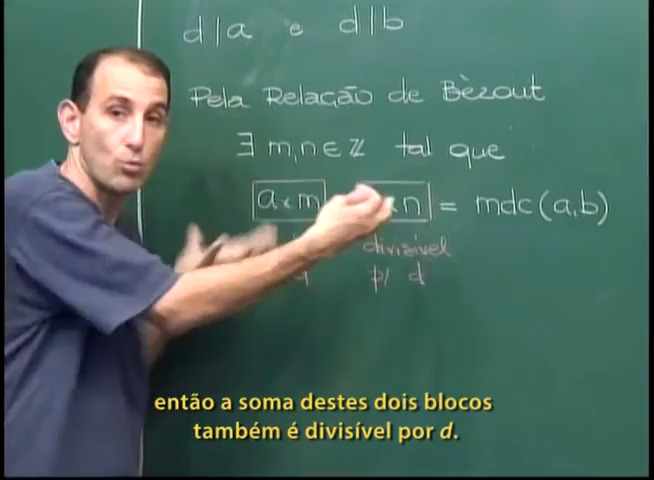 d|a e d|b
Pela Relação de Bèzout
∃ m,n ∈ ℤ tal que
a×m n = mdc(a,b)
divisível
p/ d
então a soma destes dois blocos
também é divisível por d.